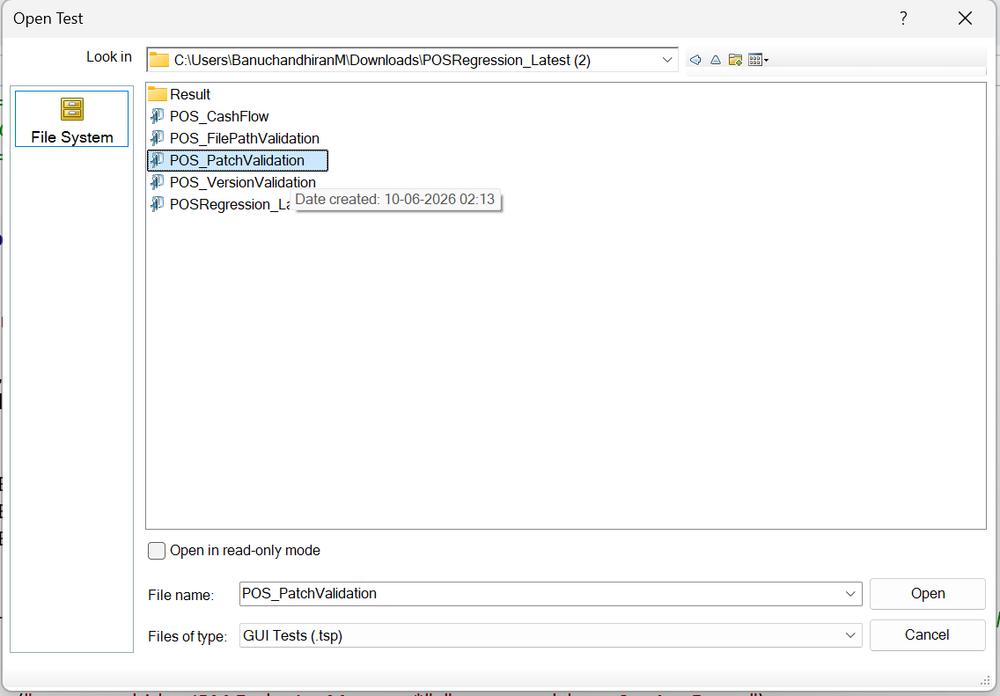 Open Test
?
Look in
C:\Users\BanuchandhiranM\Downloads\POSRegression_Latest (2)
File System
Result
POS_CashFlow
POS_FilePathValidation
POS_PatchValidation
POS_VersionValidation
POSRegression_La
Date created: 10-06-2026 02:13
Open in read-only mode
File name:
POS_PatchValidation
Open
Files of type:
GUI Tests (.tsp)
Cancel